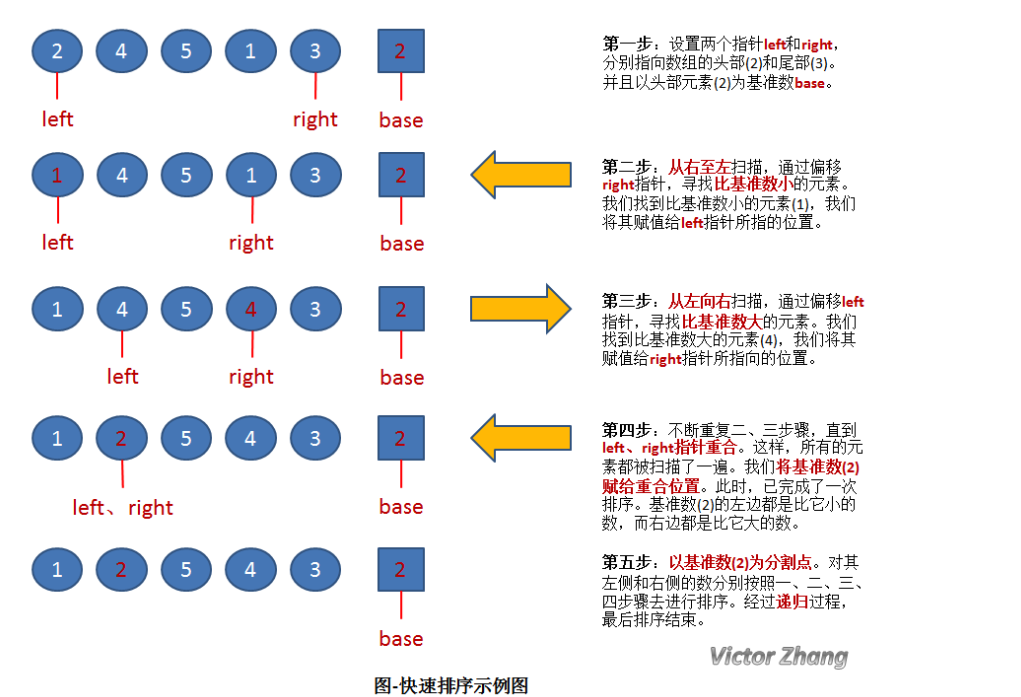 2 4 5 1 3 2
left right base
第一步：设置两个指针left和right，
分别指向数组的头部(2)和尾部(3)。
并且以头部元素(2)为基准数base。
1 4 5 1 3 2
left right base
第二步：从右至左扫描，通过偏移
right指针，寻找比基准数小的元素。
我们找到比基准数小的元素(1)，我们
将其赋值给left指针所指的位置。
1 4 5 4 3 2
left right base
第三步：从左向右扫描，通过偏移left
指针，寻找比基准数大的元素。我们
找到比基准数大的元素(4)，我们将其
赋值给right指针所指向的位置。
1 2 5 4 3 2
left、right base
第四步：不断重复二、三步骤，直到
left、right指针重合。这样，所有的元
素都被扫描了一遍。我们将基准数(2)
赋给重合位置。此时，已完成了一次
排序。基准数(2)的左边都是比它小的
数，而右边都是比它大的数。
1 2 5 4 3 2
base
第五步：以基准数(2)为分割点。对其
左侧和右侧的数分别按照一、二、三、
四步骤去进行排序。经过递归过程，
最后排序结束。
Victor Zhang
图-快速排序示例图